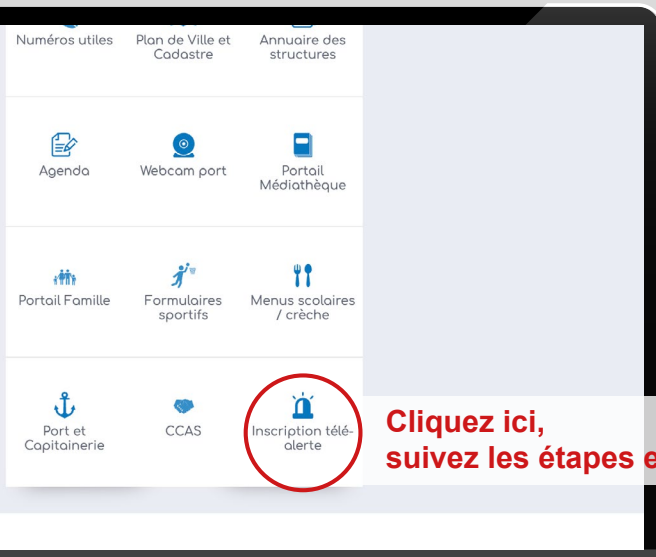 Numéros utiles
Plan de Ville et
Cadastre
Annuaire des
structures
Agenda
Webcam port
Portail
Médiathèque
Portail Famille
Formulaires
sportifs
Menus scolaires
/ crèche
Port et
Capitainerie
CCAS
Inscription télé-
alerte
Cliquez ici,
suivez les étapes